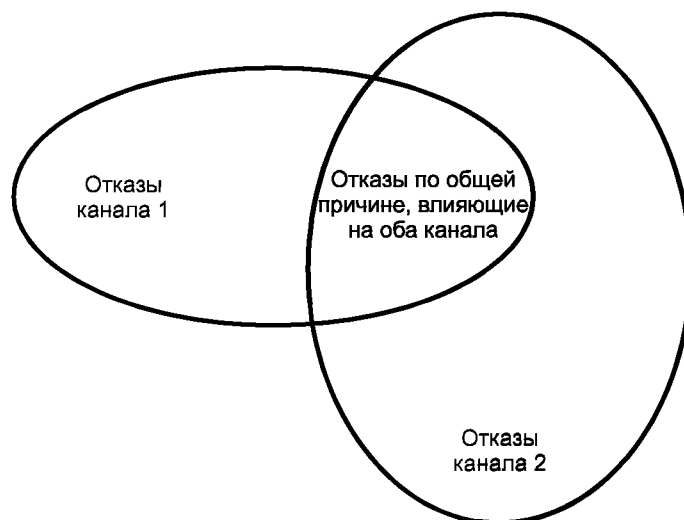 Отказы
канала 1
Отказы по общей
причине, влияющие
на оба канала
Отказы
канала 2